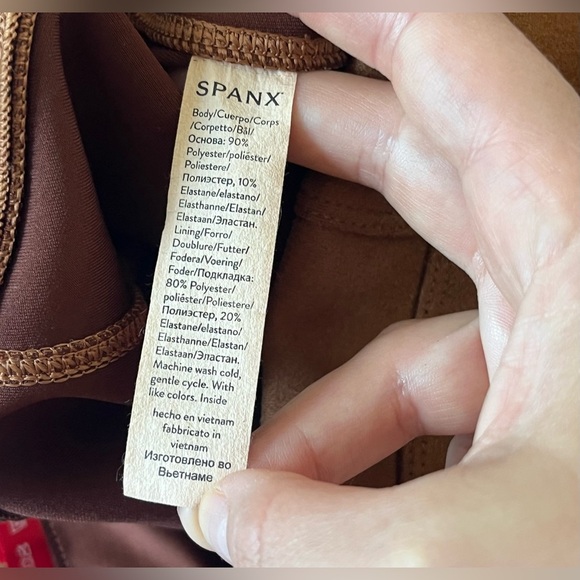 SPANX™
Body/Cuerpo/Corps
/Corpetto/Bål/
Основа: 90%
Polyester/poliéster/
Poliestere/
Полиэстер, 10%
Elastane/elastano/
Elasthanne/Elastan/
Elastaan/Эластан.
Lining/Forro/
Doublure/Futter/
Fodera/Voering/
Foder/Подкладка:
80% Polyester/
poliéster/Poliestere/
Полиэстер, 20%
Elastane/elastano/
Elasthanne/Elastan/
Elastaan/Эластан.
Machine wash cold,
gentle cycle. With
like colors. Inside
hecho en vietnam
fabbricato in
vietnam
Изготовлено во
Вьетнаме